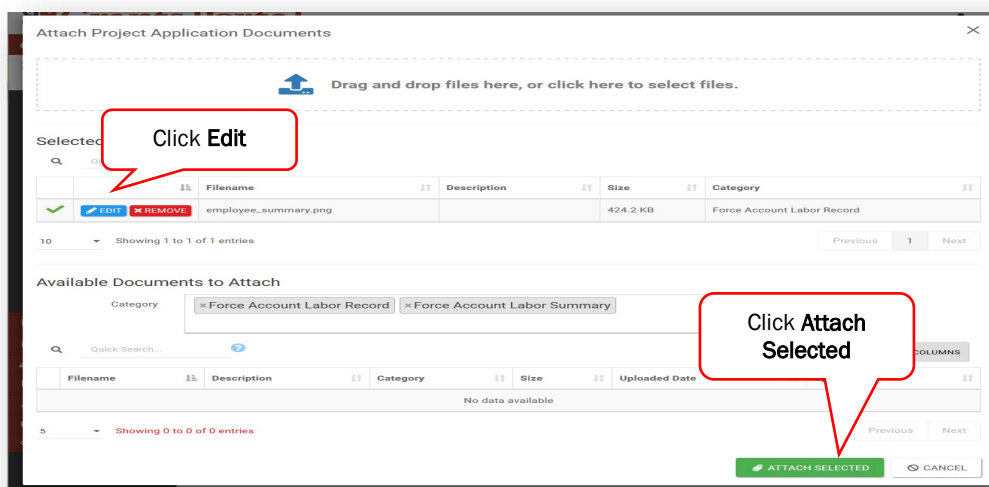 Attach Project Application Documents ×
Drag and drop files here, or click here to select files.
Click Edit
Selected
Filename Description Size Category
EDIT × REMOVE employee_summary.png 424.2 KB Force Account Labor Record
10 Showing 1 to 1 of 1 entries Previous 1 Next
Available Documents to Attach
Category × Force Account Labor Record × Force Account Labor Summary
Click Attach
Selected
Quick Search... ? COLUMNS
Filename Description Category Size Uploaded Date
No data available
5 Showing 0 to 0 of 0 entries Previous Next
ATTACH SELECTED CANCEL